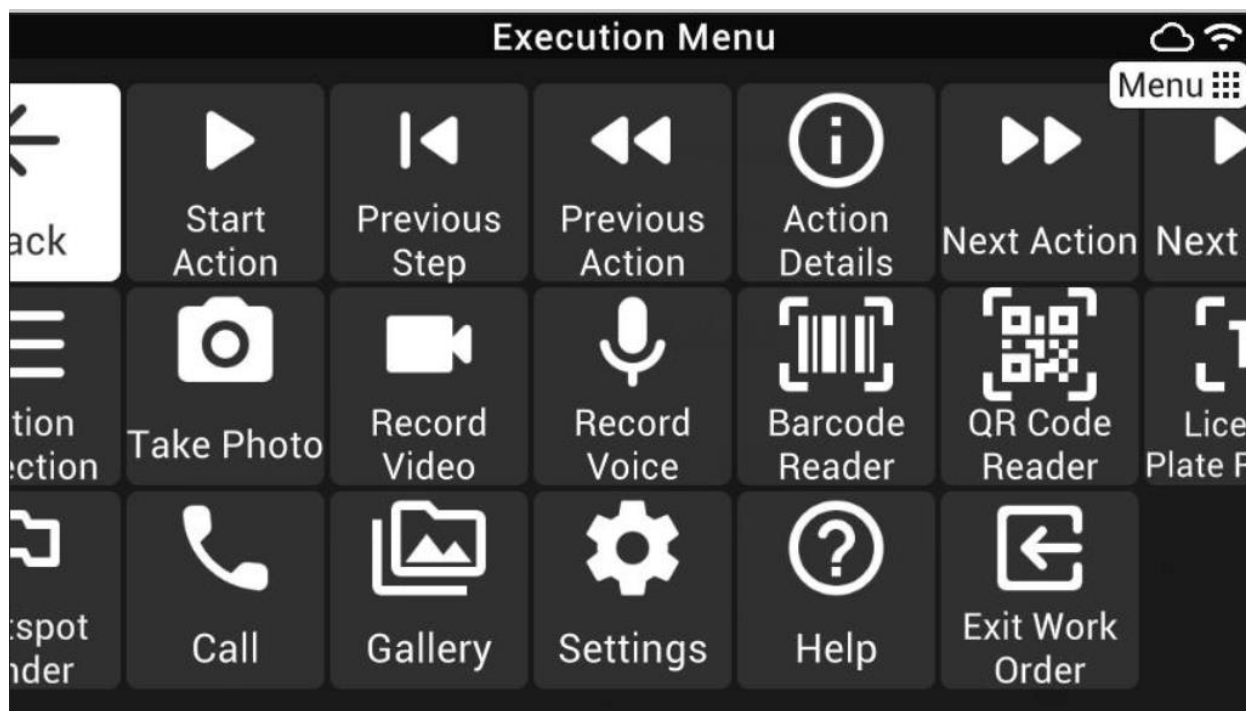 Execution Menu
Menu
ack
Start
Action
Previous
Step
Previous
Action
Action
Details
Next Action
Next
tion
ection
Take Photo
Record
Video
Record
Voice
Barcode
Reader
QR Code
Reader
Lice
Plate
spot
nder
Call
Gallery
Settings
Help
Exit Work
Order